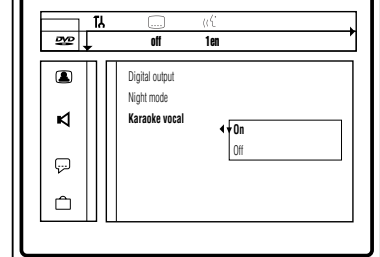 DVD
off 1en
Digital output
Night mode
Karaoke vocal
On
Off